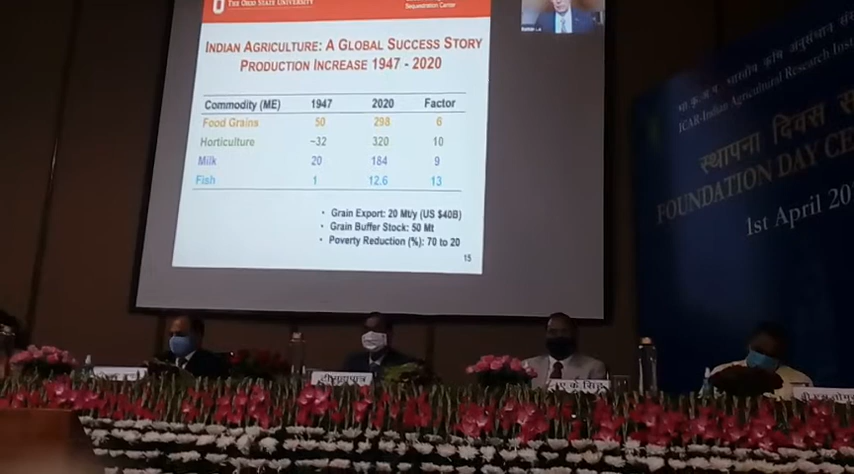 THE OHIO STATE UNIVERSITY
Sequestration Center
INDIAN AGRICULTURE: A GLOBAL SUCCESS STORY
PRODUCTION INCREASE 1947 - 2020
Commodity (ME) 1947 2020 Factor
Food Grains 50 298 6
Horticulture ~32 320 10
Milk 20 184 9
Fish 1 12.6 13
• Grain Export: 20 Mt/y (US $40B)
• Grain Buffer Stock: 50 Mt
• Poverty Reduction (%): 70 to 20
15
भा.कृ.अ.प.- भारतीय कृषि अनुसंधान
ICAR-Indian Agricultural Research Inst
स्थापना दिवस स
FOUNDATION DAY CE
1st April 20
ए.के.सिंह